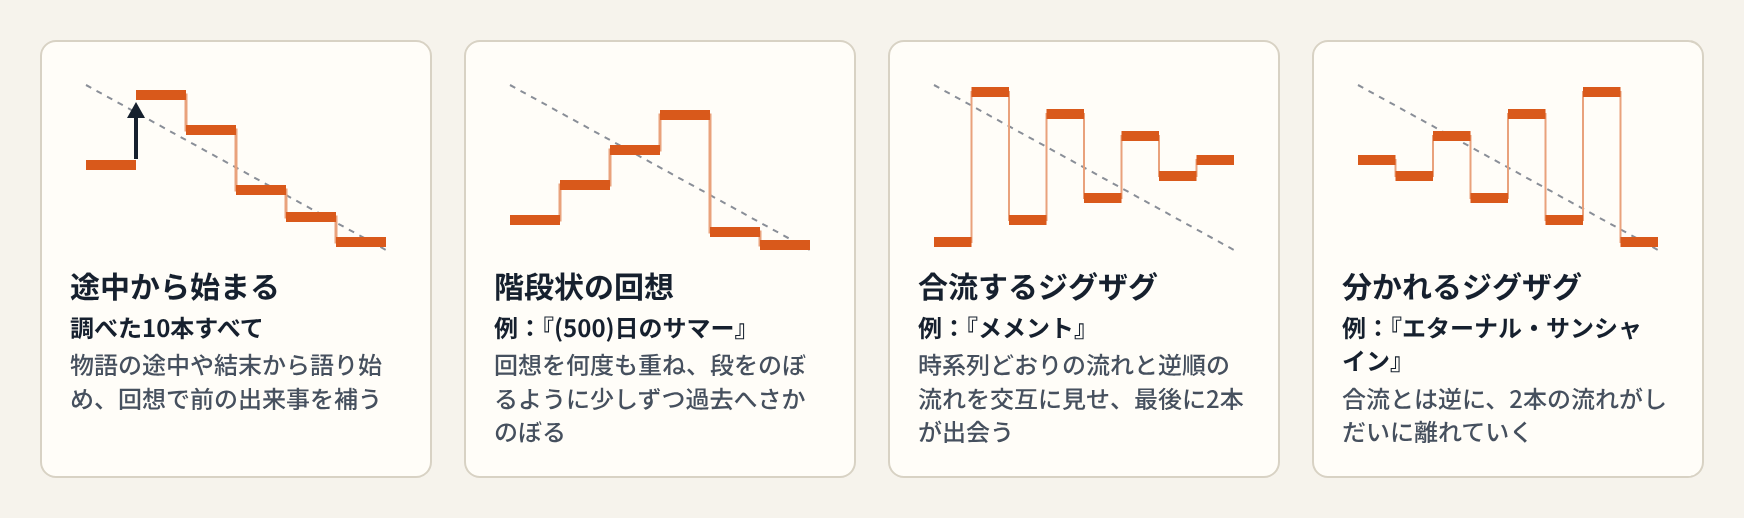 途中から始まる
調べた10本すべて
物語の途中や結末から語り始
め、回想で前の出来事を補う
階段状の回想
例：『(500)日のサマー』
回想を何度も重ね、段をのぼ
るように少しずつ過去へさか
のぼる
合流するジグザグ
例：『メメント』
時系列どおりの流れと逆順の
流れを交互に見せ、最後に2本
が出会う
分かれるジグザグ
例：『エターナル・サンシャ
イン』
合流とは逆に、2本の流れがし
だいに離れていく